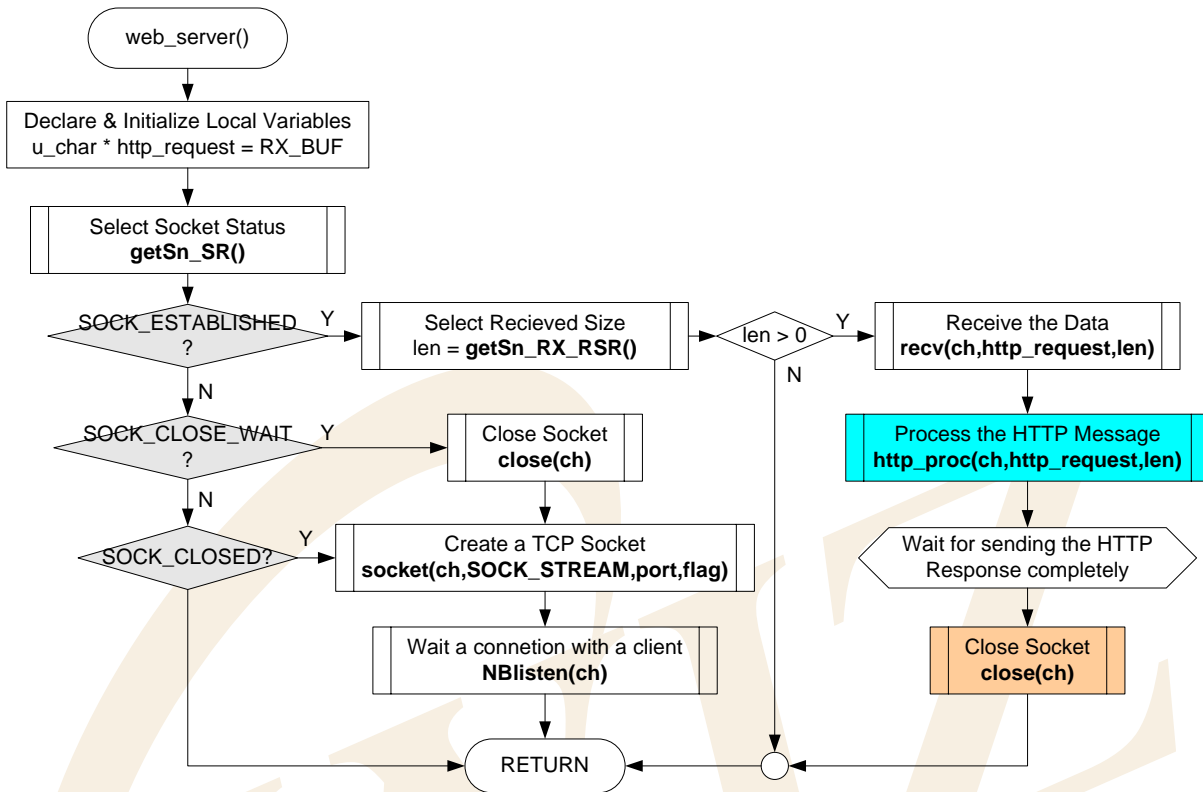 web_server()
Declare & Initialize Local Variables
u_char * http_request = RX_BUF
Select Socket Status
getSn_SR()
SOCK_ESTABLISHED
?
Y
Select Recieved Size
len = getSn_RX_RSR()
len > 0
Y
Receive the Data
recv(ch,http_request,len)
N
N
SOCK_CLOSE_WAIT
?
Y
Close Socket
close(ch)
Process the HTTP Message
http_proc(ch,http_request,len)
N
SOCK_CLOSED?
Y
Create a TCP Socket
socket(ch,SOCK_STREAM,port,flag)
Wait for sending the HTTP
Response completely
Wait a connetion with a client
NBlisten(ch)
Close Socket
close(ch)
RETURN